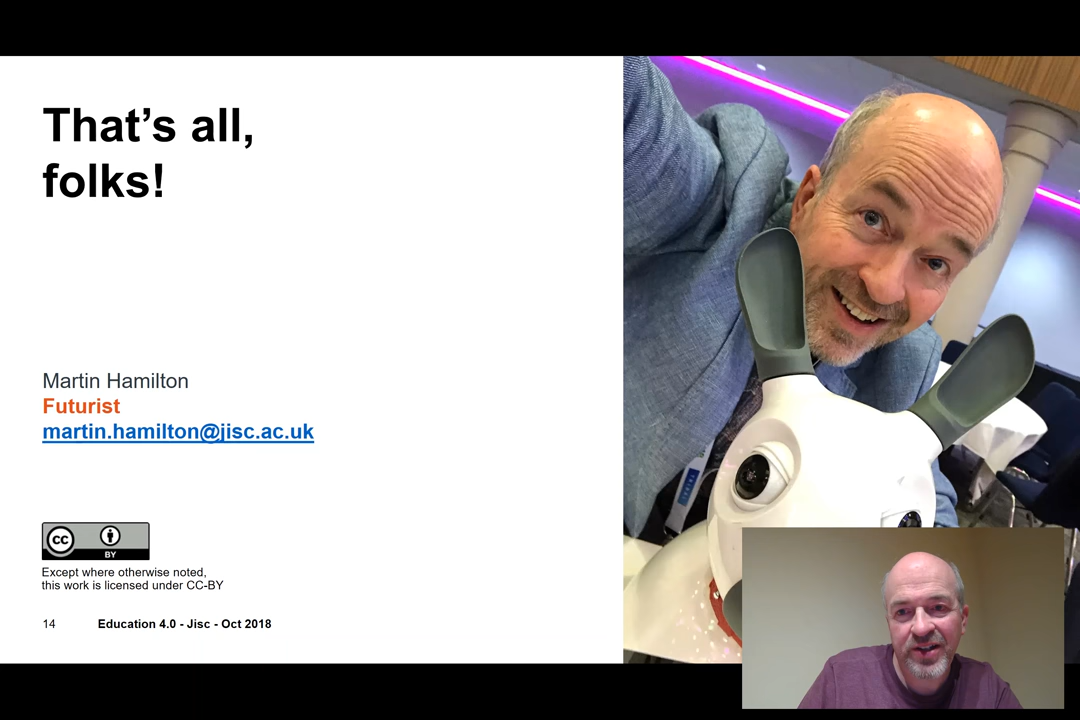 That’s all,
folks!
Martin Hamilton
Futurist
martin.hamilton@jisc.ac.uk
cc
BY
Except where otherwise noted,
this work is licensed under CC-BY
14 Education 4.0 - Jisc - Oct 2018